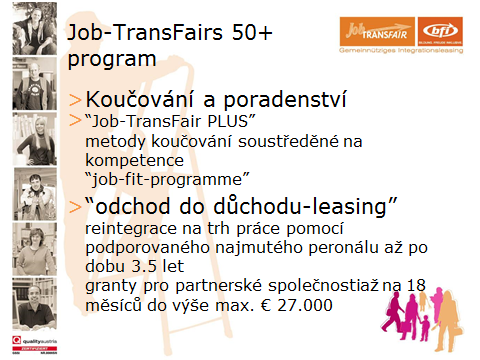 Job-TransFairs 50+
program
Job
TRANSFAIR
bfi
Gemeinnütziges Integrationsleasing
> Koučování a poradenství
> “Job-TransFair PLUS”
metody koučování soustředěné na
kompetence
“job-fit-programme”
> “odchod do důchodu-leasing”
reintegrace na trh práce pomocí
podporovaného najmutého peronálu až po
dobu 3.5 let
granty pro partnerské společnostiaž na 18
měsíců do výše max. € 27.000
qualityaustria